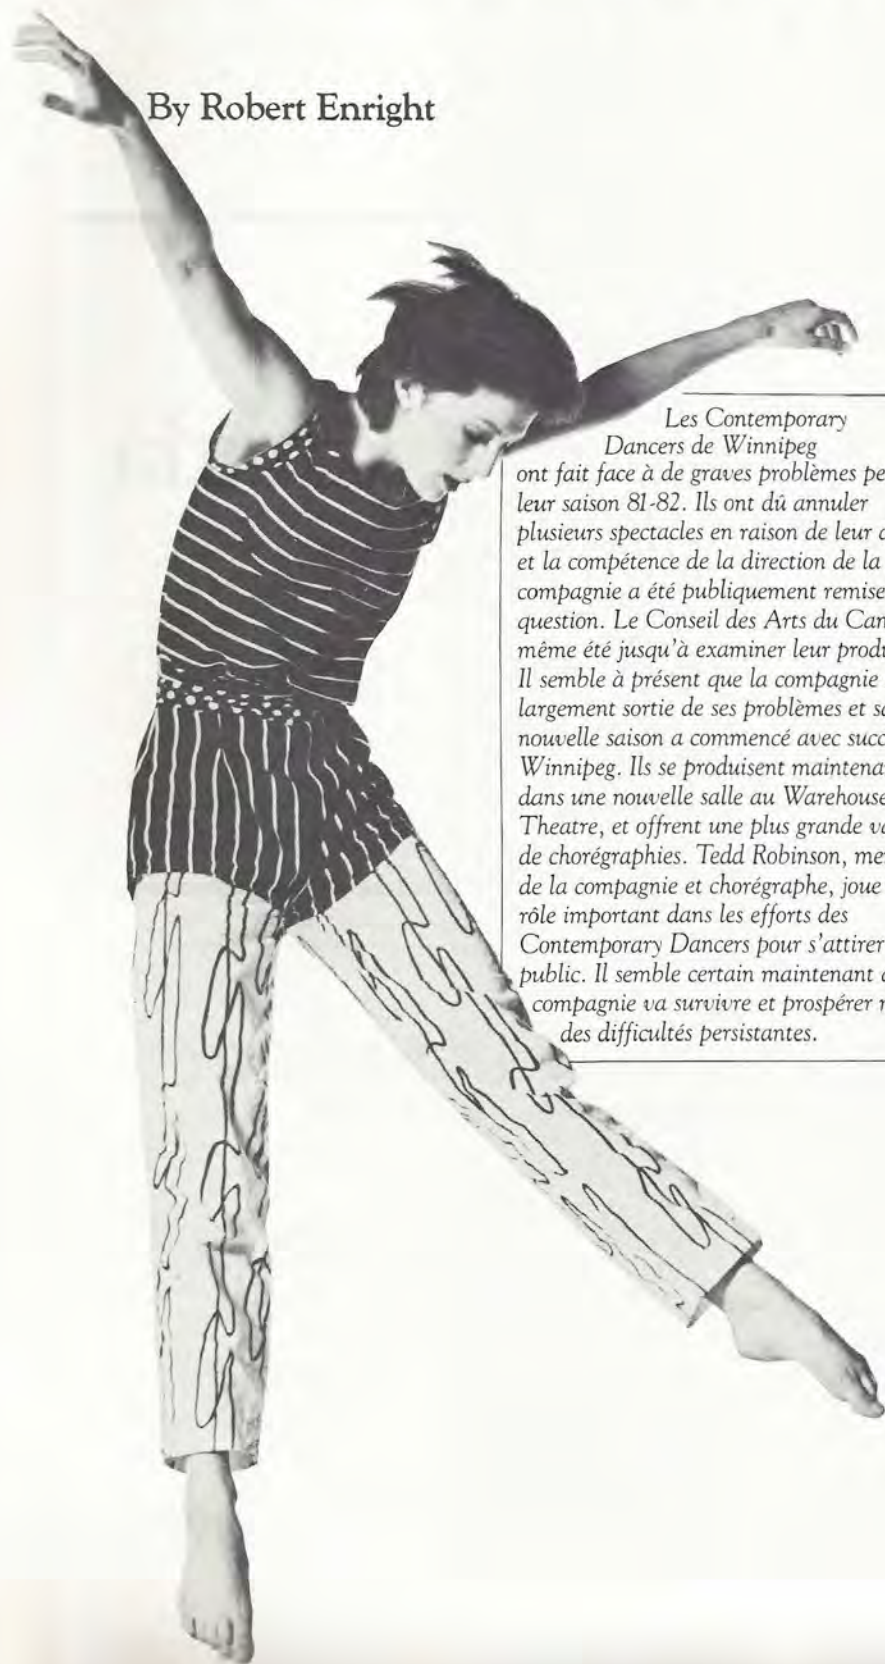 By Robert Enright
Les Contemporary
Dancers de Winnipeg
ont fait face à de graves problèmes pe
leur saison 81-82. Ils ont dû annuler
plusieurs spectacles en raison de leur
et la compétence de la direction de la
compagnie a été publiquement remise
question. Le Conseil des Arts du Can
même été jusqu'à examiner leur produ
Il semble à présent que la compagnie
largement sortie de ses problèmes et sa
nouvelle saison a commencé avec succ
Winnipeg. Ils se produisent maintena
dans une nouvelle salle au Warehouse
Theatre, et offrent une plus grande va
de chorégraphies. Tedd Robinson, me
de la compagnie et chorégraphe, joue
rôle important dans les efforts des
Contemporary Dancers pour s'attirer
public. Il semble certain maintenant
compagnie va survivre et prospérer
des difficultés persistantes.